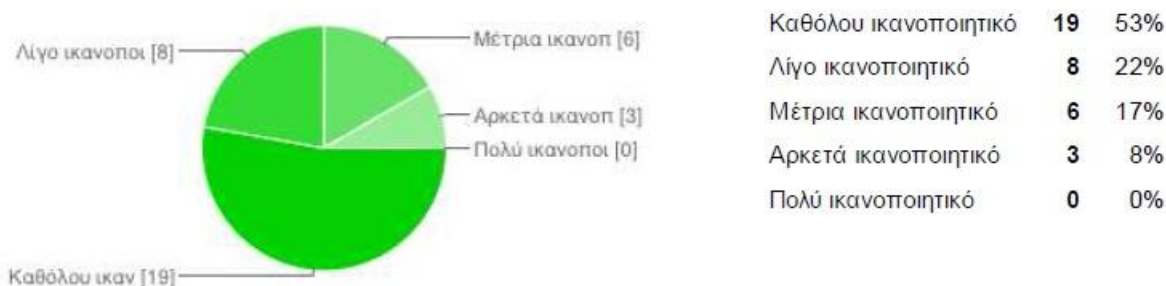 Λίγο ικανοποι [8]
Μέτρια ικανοπ [6]
Αρκετά ικανοπ [3]
Πολύ ικανοποι [0]
Καθόλου ικαν [19]
Καθόλου ικανοποιητικό 19 53%
Λίγο ικανοποιητικό 8 22%
Μέτρια ικανοποιητικό 6 17%
Αρκετά ικανοποιητικό 3 8%
Πολύ ικανοποιητικό 0 0%